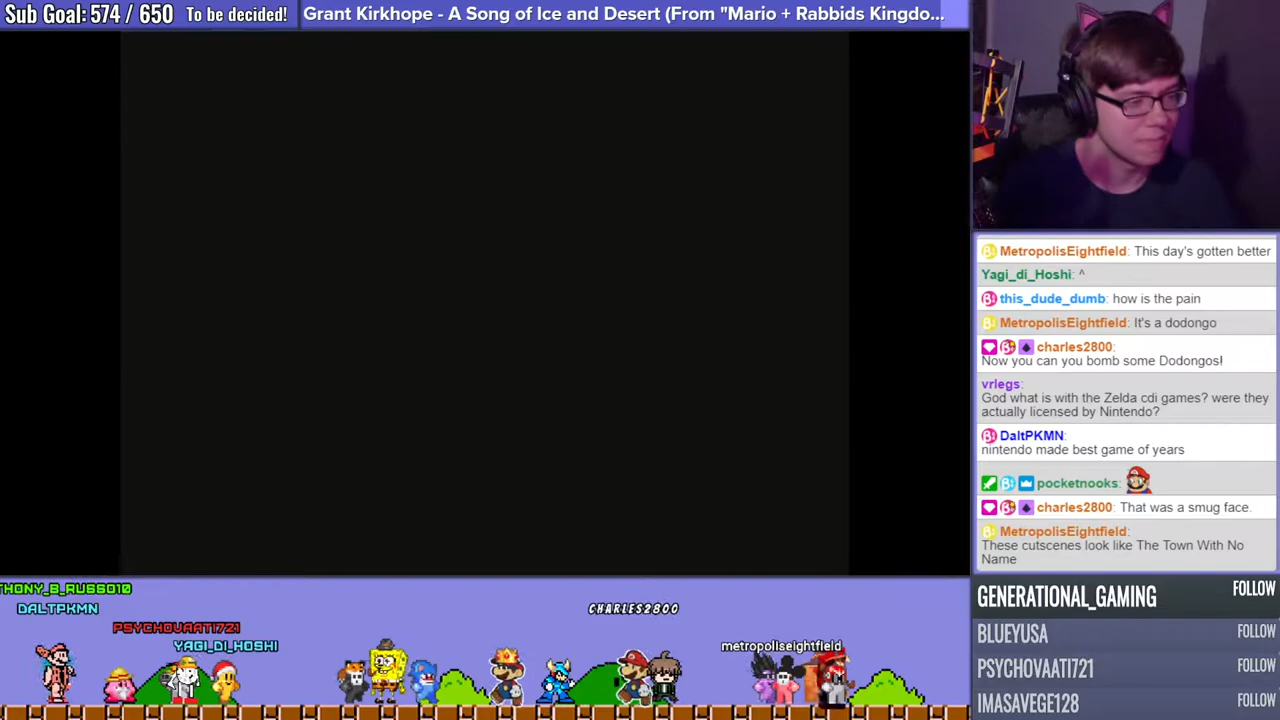 Sub Goal: 574 / 650 To be decided!
Grant Kirkhope - A Song of Ice and Desert (From "Mario + Rabbids Kingdo...
MetropolisEightfield: This day's gotten better
Yagi_di_Hoshi: ^
this_dude_dumb: how is the pain
MetropolisEightfield: It's a dodongo
charles2800:
Now you can you bomb some Dodongos!
vrlegs:
God what is with the Zelda cdi games? were they
actually licensed by Nintendo?
DaltPKMN:
nintendo made best game of years
pocketnooks:
charles2800: That was a smug face.
MetropolisEightfield:
These cutscenes look like The Town With No
Name
GENERATIONAL_GAMING FOLLOW
BLUEYUSA FOLLOW
PSYCHOVAATI721 FOLLOW
IMASAVEGE128 FOLLOW
THONY_B_RUSSO10
DALTPKMN
PSYCHOVAATI721
YAGI_DI_HOSHI
CHARLES2800
metropoliseightfield